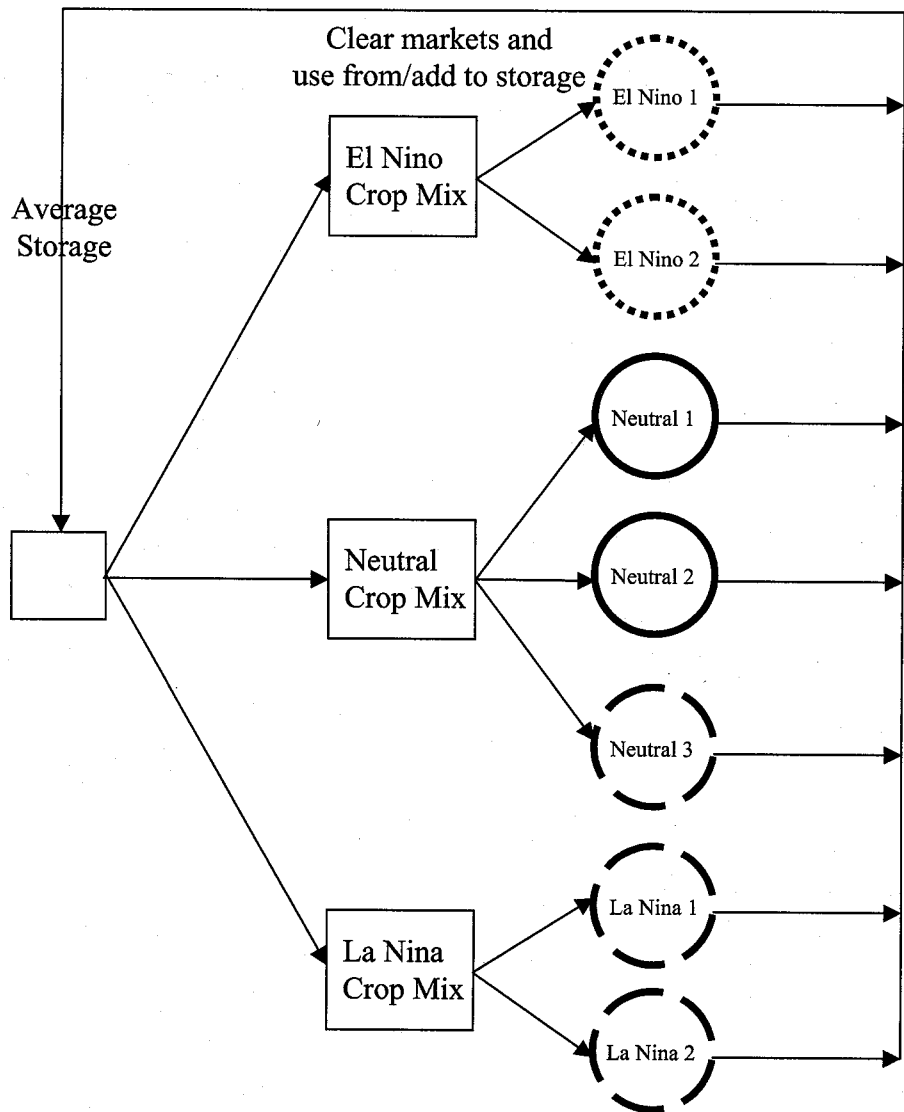 Clear markets and
use from/add to storage
El Nino 1
El Nino
Crop Mix
Average
Storage
El Nino 2
Neutral 1
Neutral
Crop Mix
Neutral 2
Neutral 3
La Nina 1
La Nina
Crop Mix
La Nina 2